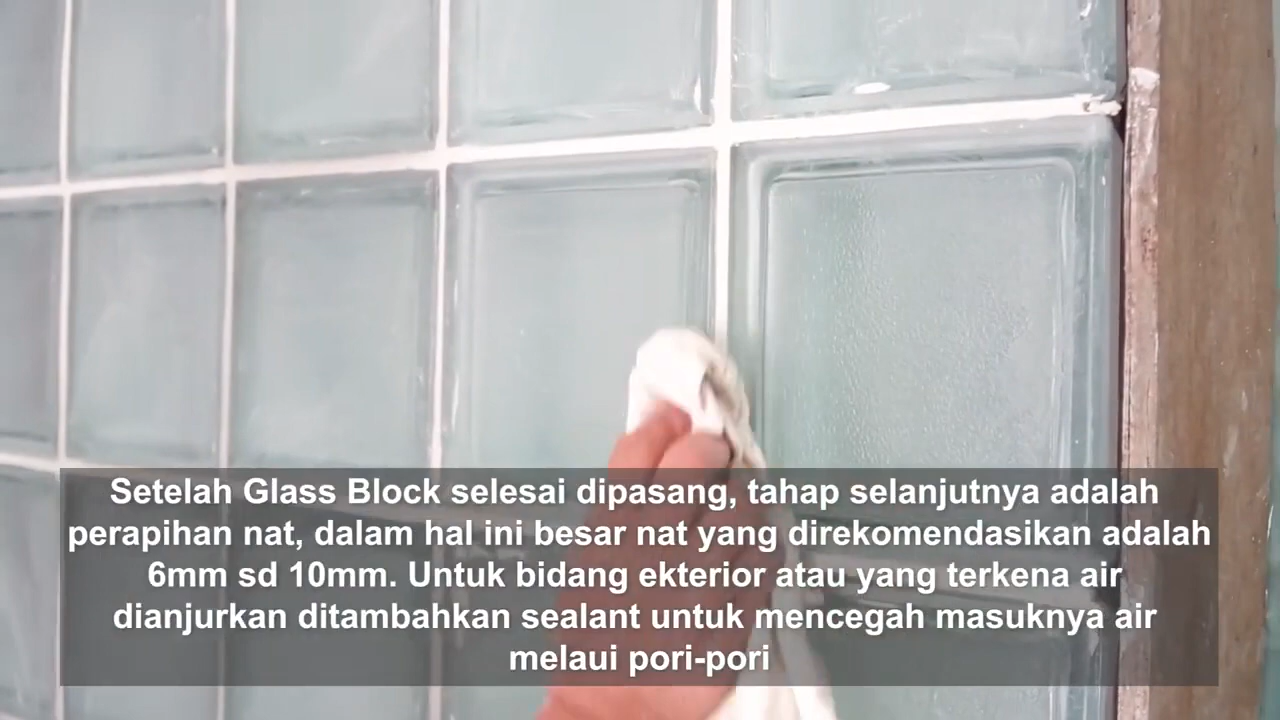 Setelah Glass Block selesai dipasang, tahap selanjutnya adalah
perapihan nat, dalam hal ini besar nat yang direkomendasikan adalah
6mm sd 10mm. Untuk bidang ekterior atau yang terkena air
dianjurkan ditambahkan sealant untuk mencegah masuknya air
melaui pori-pori